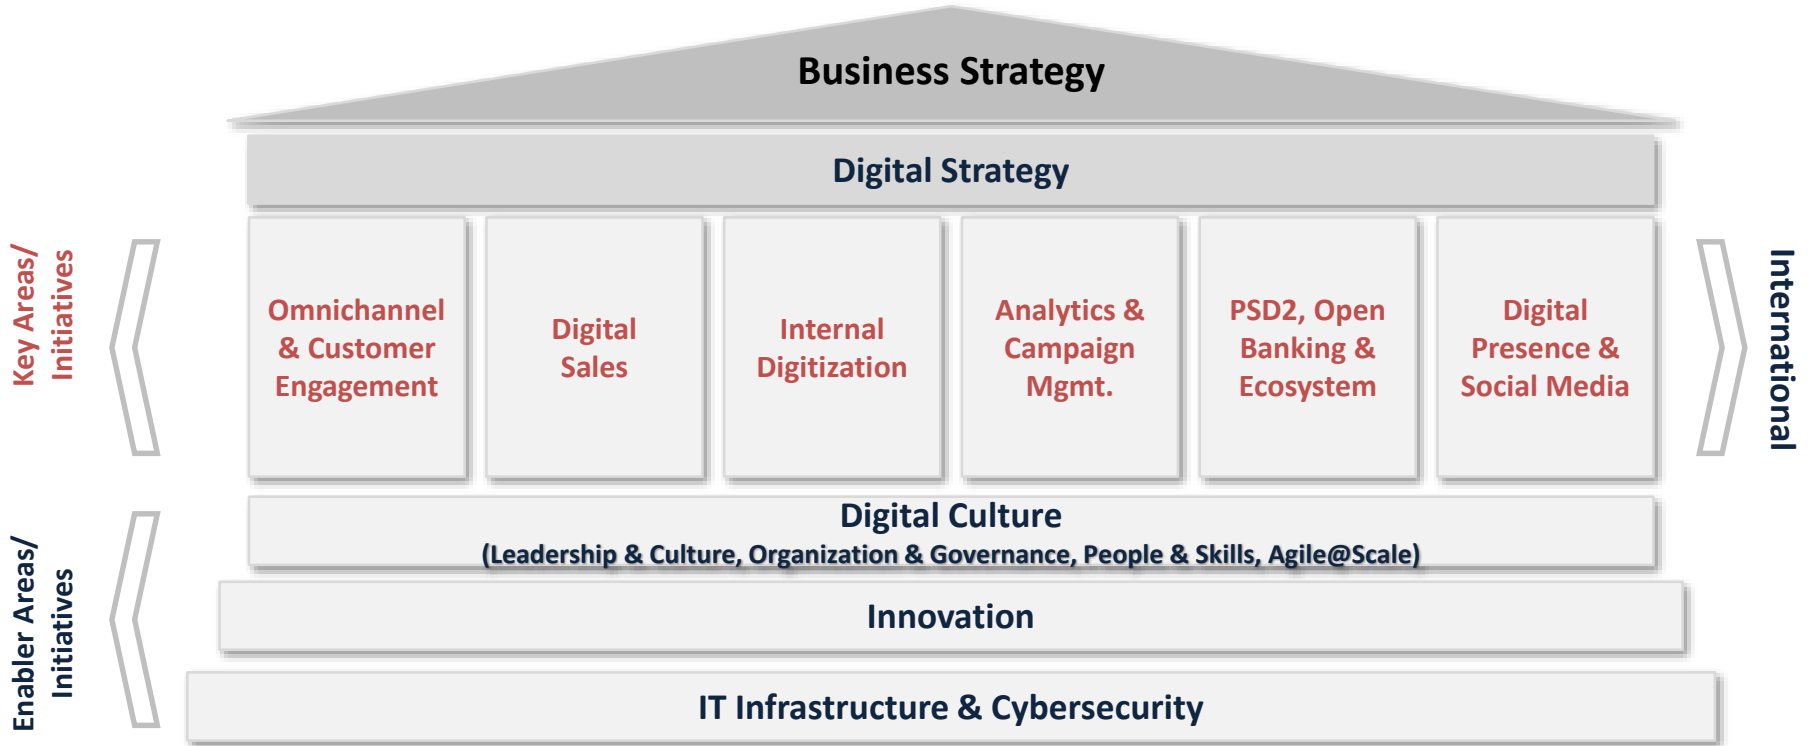 Business Strategy
Digital Strategy
Key Areas/
Initiatives
Omnichannel
& Customer
Engagement
Digital
Sales
Internal
Digitization
Analytics &
Campaign
Mgmt.
PSD2, Open
Banking &
Ecosystem
Digital
Presence &
Social Media
International
Enabler Areas/
Initiatives
Digital Culture
(Leadership & Culture, Organization & Governance, People & Skills, Agile@Scale)
Innovation
IT Infrastructure & Cybersecurity